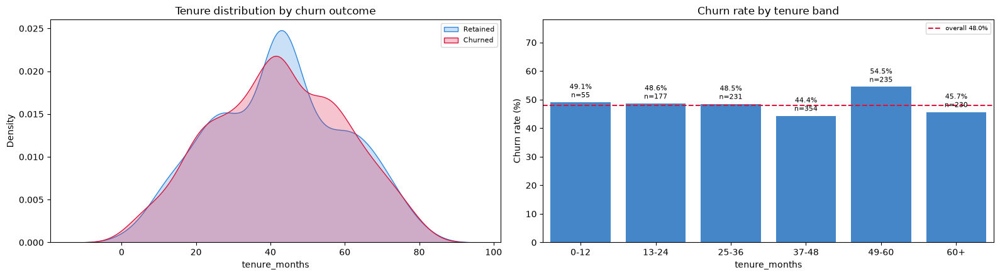 Tenure distribution by churn outcome
Retained
Churned
Density
0.025
0.020
0.015
0.010
0.005
0.000
0
20
40
60
80
100
tenure_months
Churn rate by tenure band
overall 48.0%
Churn rate (%)
70
60
50
40
30
20
10
0
49.1%
n=55
48.6%
n=177
48.5%
n=231
44.4%
n=354
54.5%
n=235
45.7%
n=230
0-12
13-24
25-36
37-48
49-60
60+
tenure_months